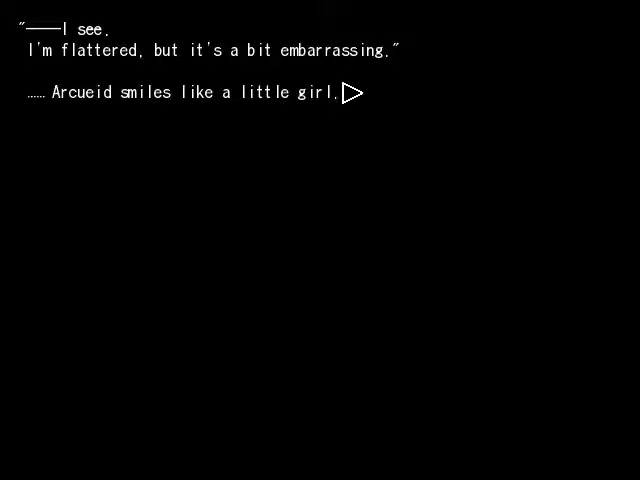 "――I see.
I'm flattered, but it's a bit embarrassing."
…… Arcueid smiles like a little girl.